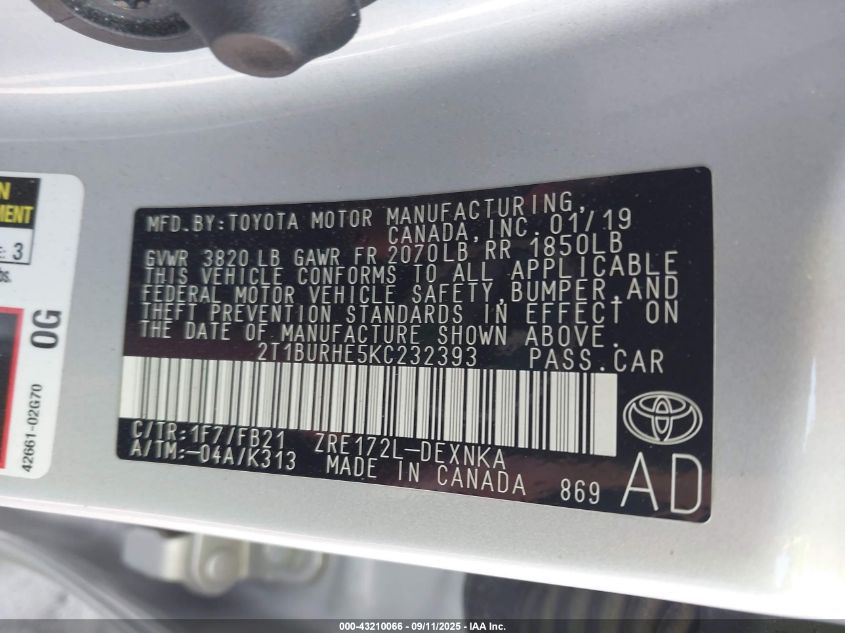 N
MENT
E: 3
bs.
0G
42661-02G70
MFD.BY:TOYOTA MOTOR MANUFACTURING,
CANADA,INC.01/19
GVWR 3820 LB GAWR FR 2070LB RR 1850LB
THIS VEHICLE CONFORMS TO ALL APPLICABLE
FEDERAL MOTOR VEHICLE SAFETY,BUMPER,AND
THEFT PREVENTION STANDARDS IN EFFECT ON
THE DATE OF MANUFACTURE SHOWN ABOVE.
2T1BURHE5KC232393 PASS.CAR
C/TR:1F7/FB21 ZRE172L-DEXNKA
A/TM:-04A/K313 MADE IN CANADA 869 AD
000-43210066 - 09/11/2025 - IAA Inc.